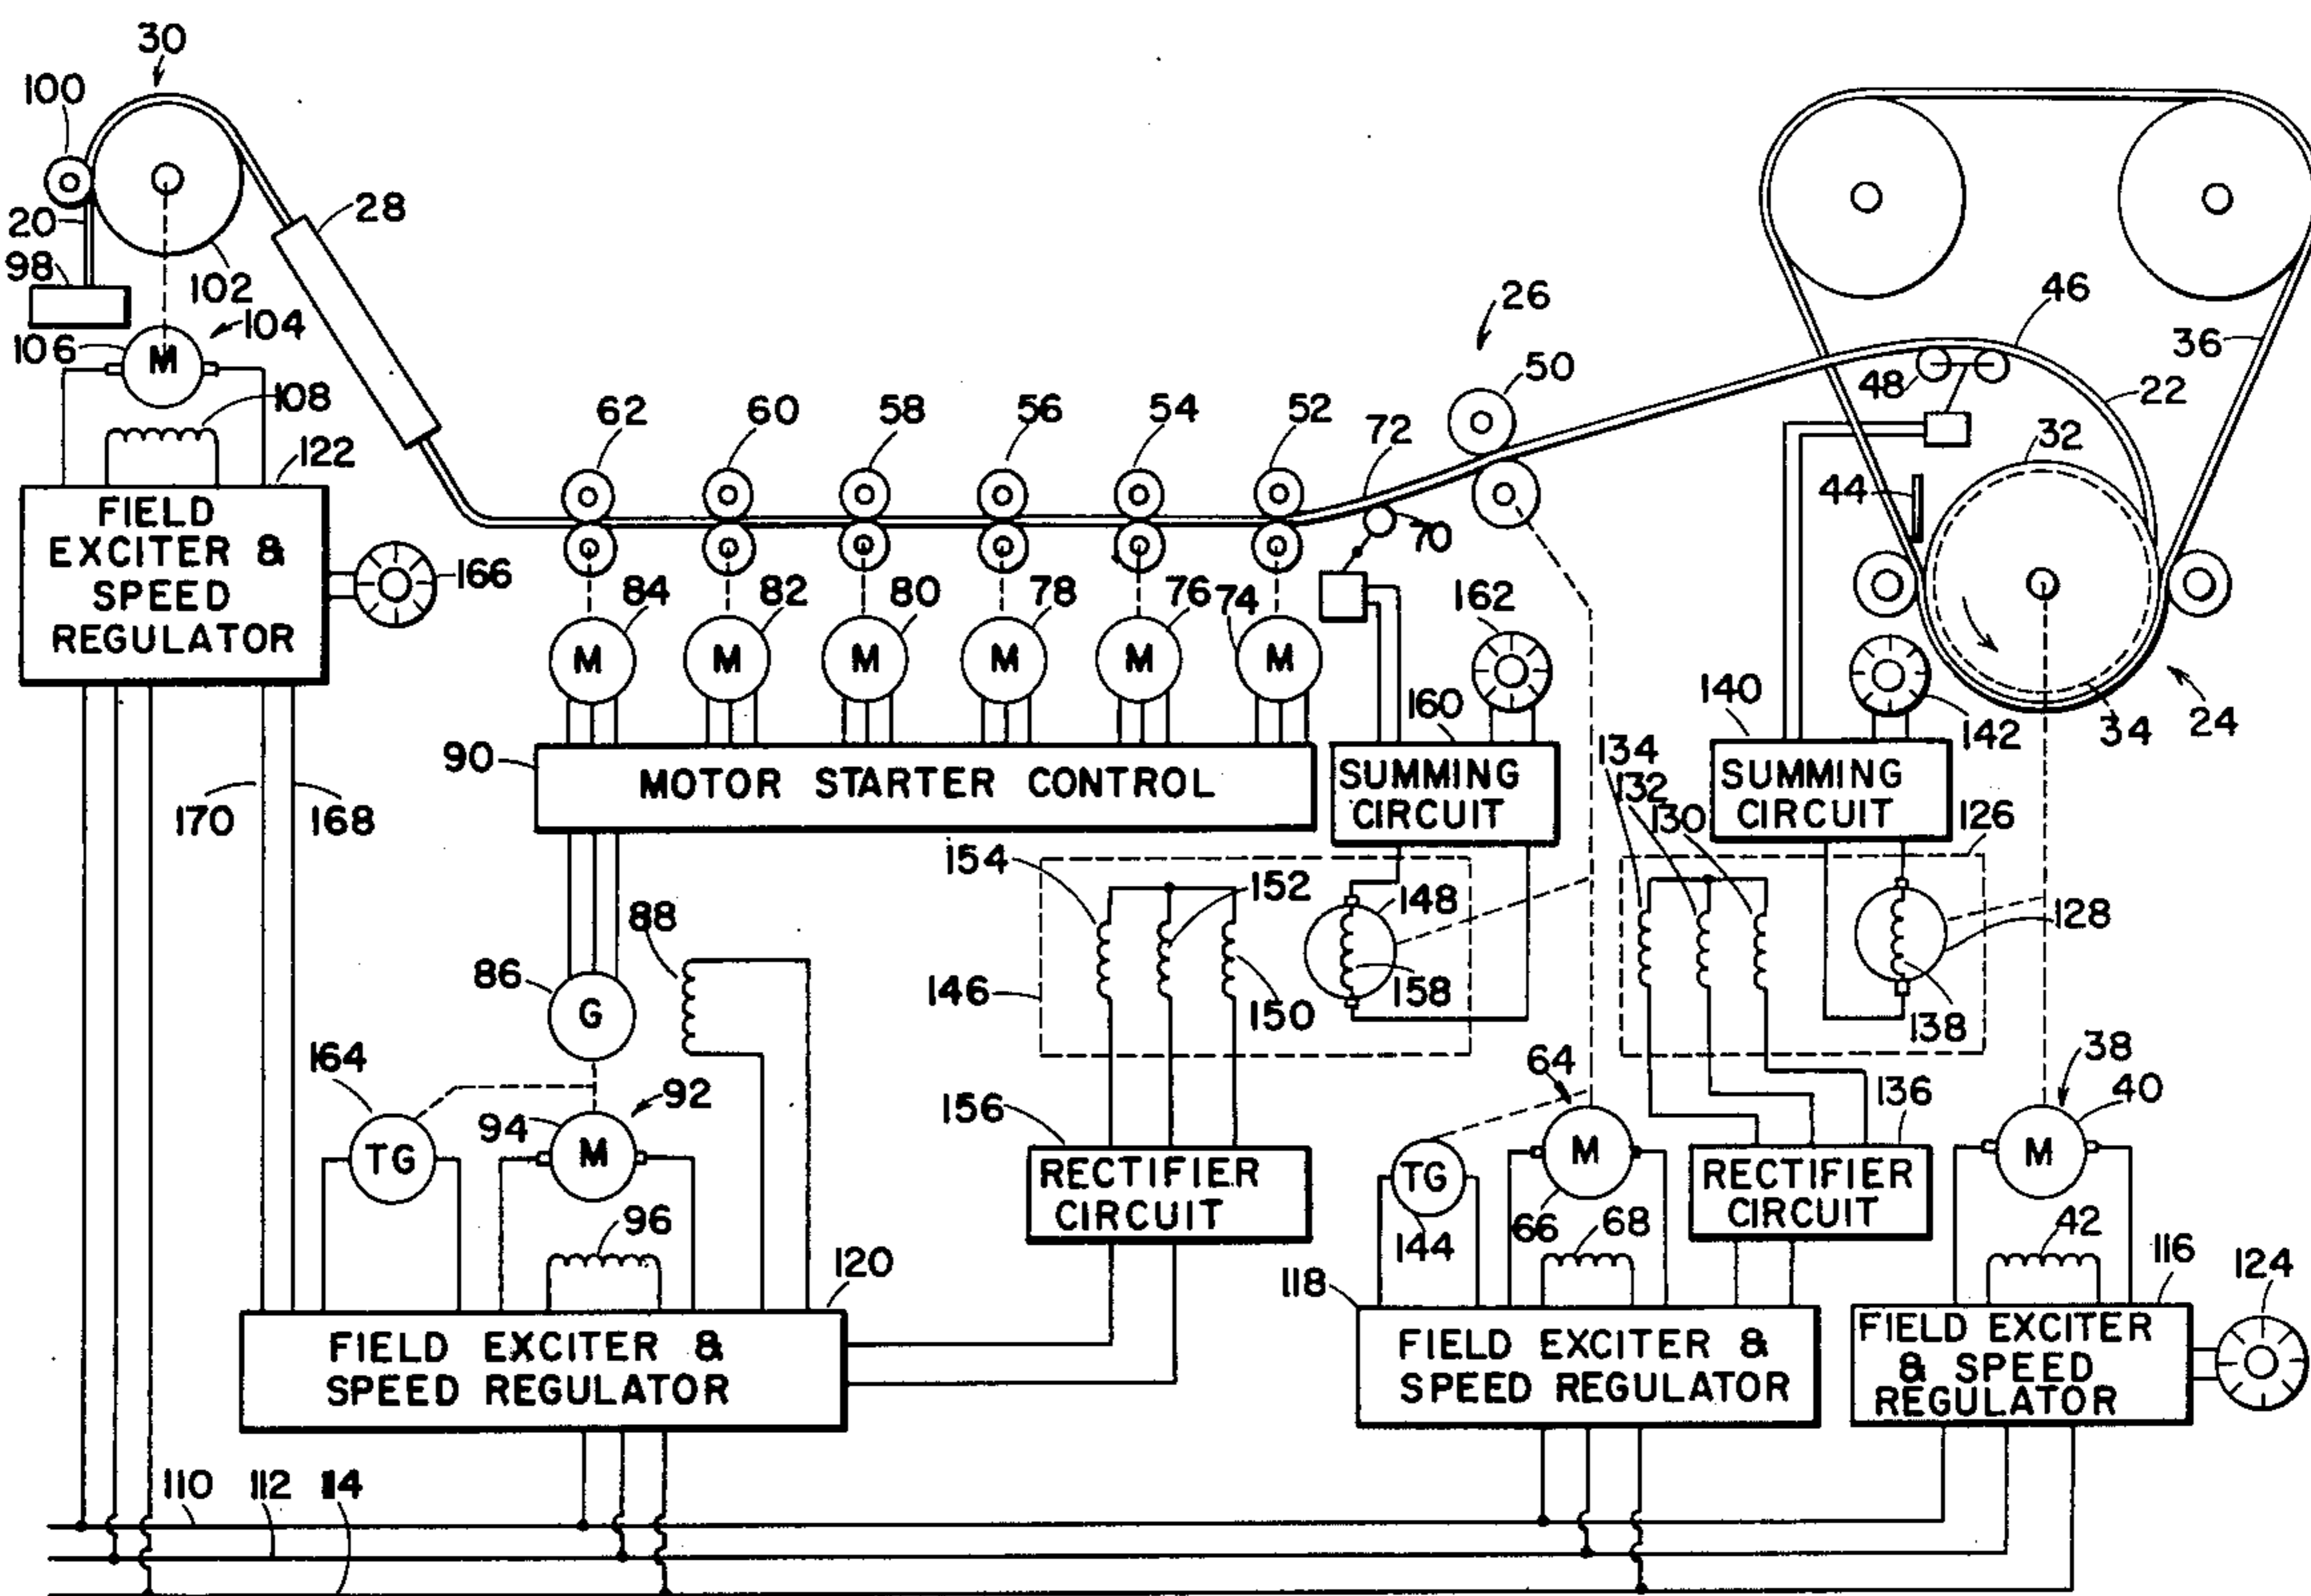 30
100
20
28
98
102
104
106
M
108
122
FIELD
EXCITER &
SPEED
REGULATOR
166
62
60
58
56
54
52
72
26
50
70
46
36
48
22
32
44
84
82
80
78
76
74
M
M
M
M
M
M
162
160
140
142
34
24
90
MOTOR STARTER CONTROL
SUMMING
CIRCUIT
134
132
130
SUMMING
CIRCUIT
126
170
168
154
152
148
128
88
86
G
146
150
158
138
164
92
94
TG
M
96
156
RECTIFIER
CIRCUIT
64
TG
144
M
66
68
136
RECTIFIER
CIRCUIT
38
40
M
42
116
124
120
FIELD EXCITER &
SPEED REGULATOR
118
FIELD EXCITER &
SPEED REGULATOR
FIELD EXCITER
& SPEED
REGULATOR
110
112
114